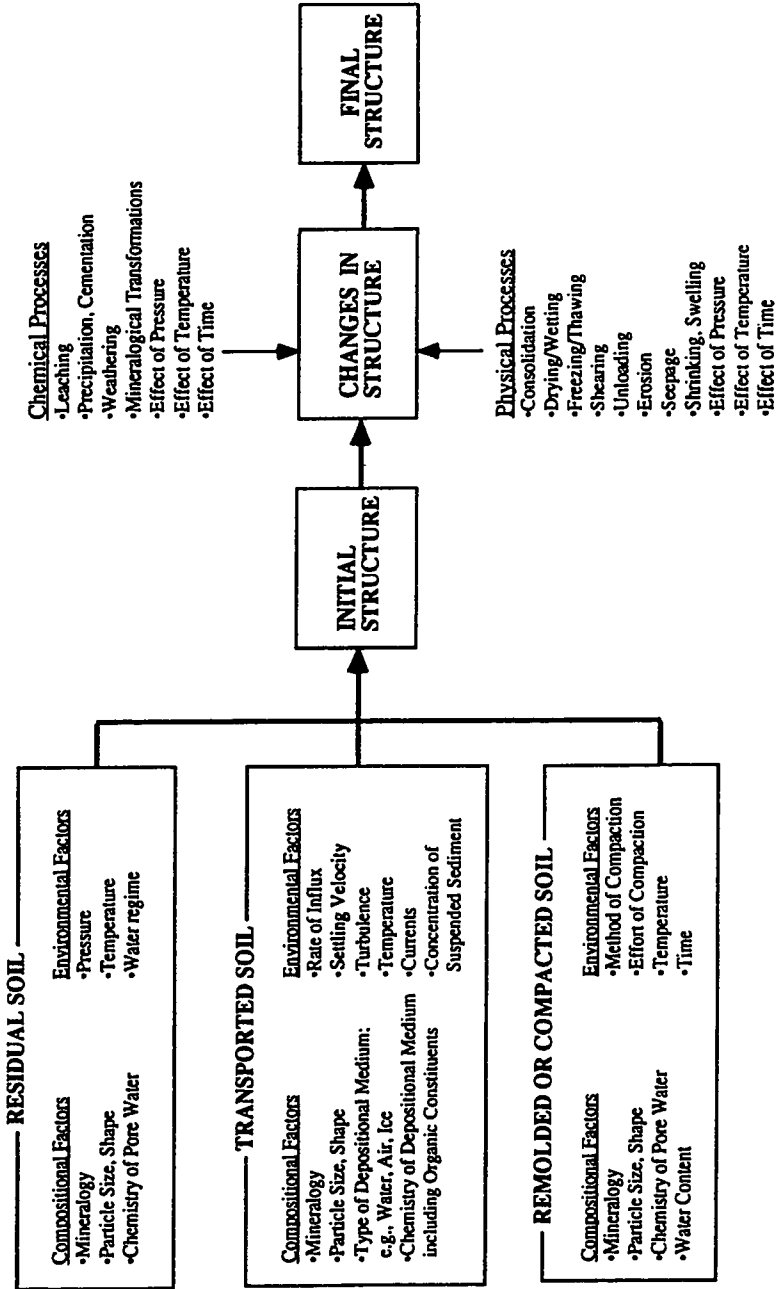 RESIDUAL SOIL
Compositional Factors
•Mineralogy
•Particle Size, Shape
•Chemistry of Pore Water
Environmental Factors
•Pressure
•Temperature
•Water regime
TRANSPORTED SOIL
Compositional Factors
•Mineralogy
•Particle Size, Shape
•Type of Depositional Medium:
e.g., Water, Air, Ice
•Chemistry of Depositional Medium
including Organic Constituents
Environmental Factors
•Rate of Influx
•Settling Velocity
•Turbulence
•Temperature
•Currents
•Concentration of
Suspended Sediment
REMOLDED OR COMPACTED SOIL
Compositional Factors
•Mineralogy
•Particle Size, Shape
•Chemistry of Pore Water
•Water Content
Environmental Factors
•Method of Compaction
•Effort of Compaction
•Temperature
•Time
INITIAL
STRUCTURE
Chemical Processes
•Leaching
•Precipitation, Cementation
•Weathering
•Mineralogical Transformations
•Effect of Pressure
•Effect of Temperature
•Effect of Time
CHANGES IN
STRUCTURE
Physical Processes
•Consolidation
•Drying/Wetting
•Freezing/Thawing
•Shearing
•Unloading
•Erosion
•Seepage
•Shrinking, Swelling
•Effect of Pressure
•Effect of Temperature
•Effect of Time
FINAL
STRUCTURE